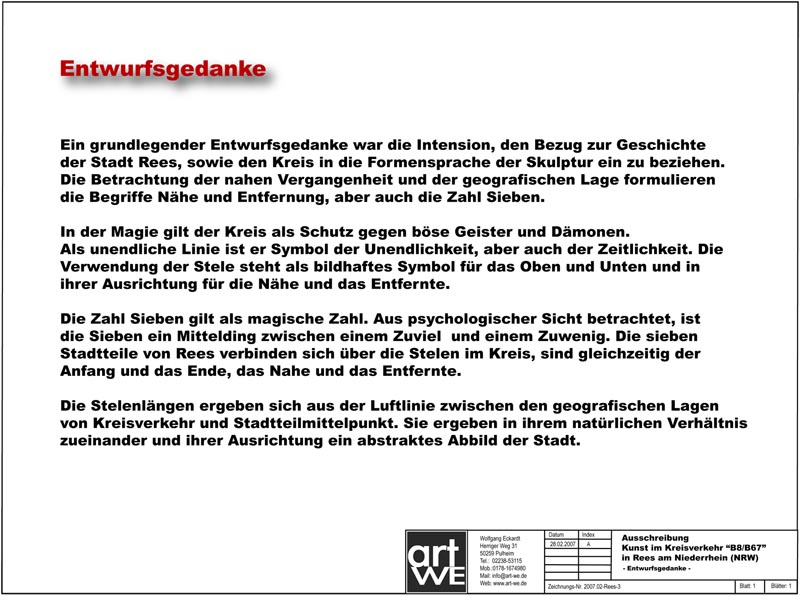 Entwurfsgedanke
Ein grundlegender Entwurfsgedanke war die Intension, den Bezug zur Geschichte
der Stadt Rees, sowie den Kreis in die Formensprache der Skulptur ein zu beziehen.
Die Betrachtung der nahen Vergangenheit und der geografischen Lage formulieren
die Begriffe Nähe und Entfernung, aber auch die Zahl Sieben.
In der Magie gilt der Kreis als Schutz gegen böse Geister und Dämonen.
Als unendliche Linie ist er Symbol der Unendlichkeit, aber auch der Zeitlichkeit. Die
Verwendung der Stele steht als bildhaftes Symbol für das Oben und Unten und in
ihrer Ausrichtung für die Nähe und das Entfernte.
Die Zahl Sieben gilt als magische Zahl. Aus psychologischer Sicht betrachtet, ist
die Sieben ein Mittelding zwischen einem Zuviel  und einem Zuwenig. Die sieben
Stadtteile von Rees verbinden sich über die Stelen im Kreis, sind gleichzeitig der
Anfang und das Ende, das Nahe und das Entfernte.
Die Stelenlängen ergeben sich aus der Luftlinie zwischen den geografischen Lagen
von Kreisverkehr und Stadtteilmittelpunkt. Sie ergeben in ihrem natürlichen Verhältnis
zueinander und ihrer Ausrichtung ein abstraktes Abbild der Stadt.
art
WE
Wolfgang Eckardt
Herriger Weg 31
50259 Pulheim
Tel.: 02238-53115
Mob.:0178-1674980
Mail: info@art-we.de
Web: www.art-we.de
Datum Index
28.02.2007 A
Zeichnungs-Nr. 2007.02-Rees-3
Ausschreibung
Kunst im Kreisverkehr “B8/B67”
in Rees am Niederrhein (NRW)
- Entwurfsgedanke -
Blatt: 1 Blätter: 1